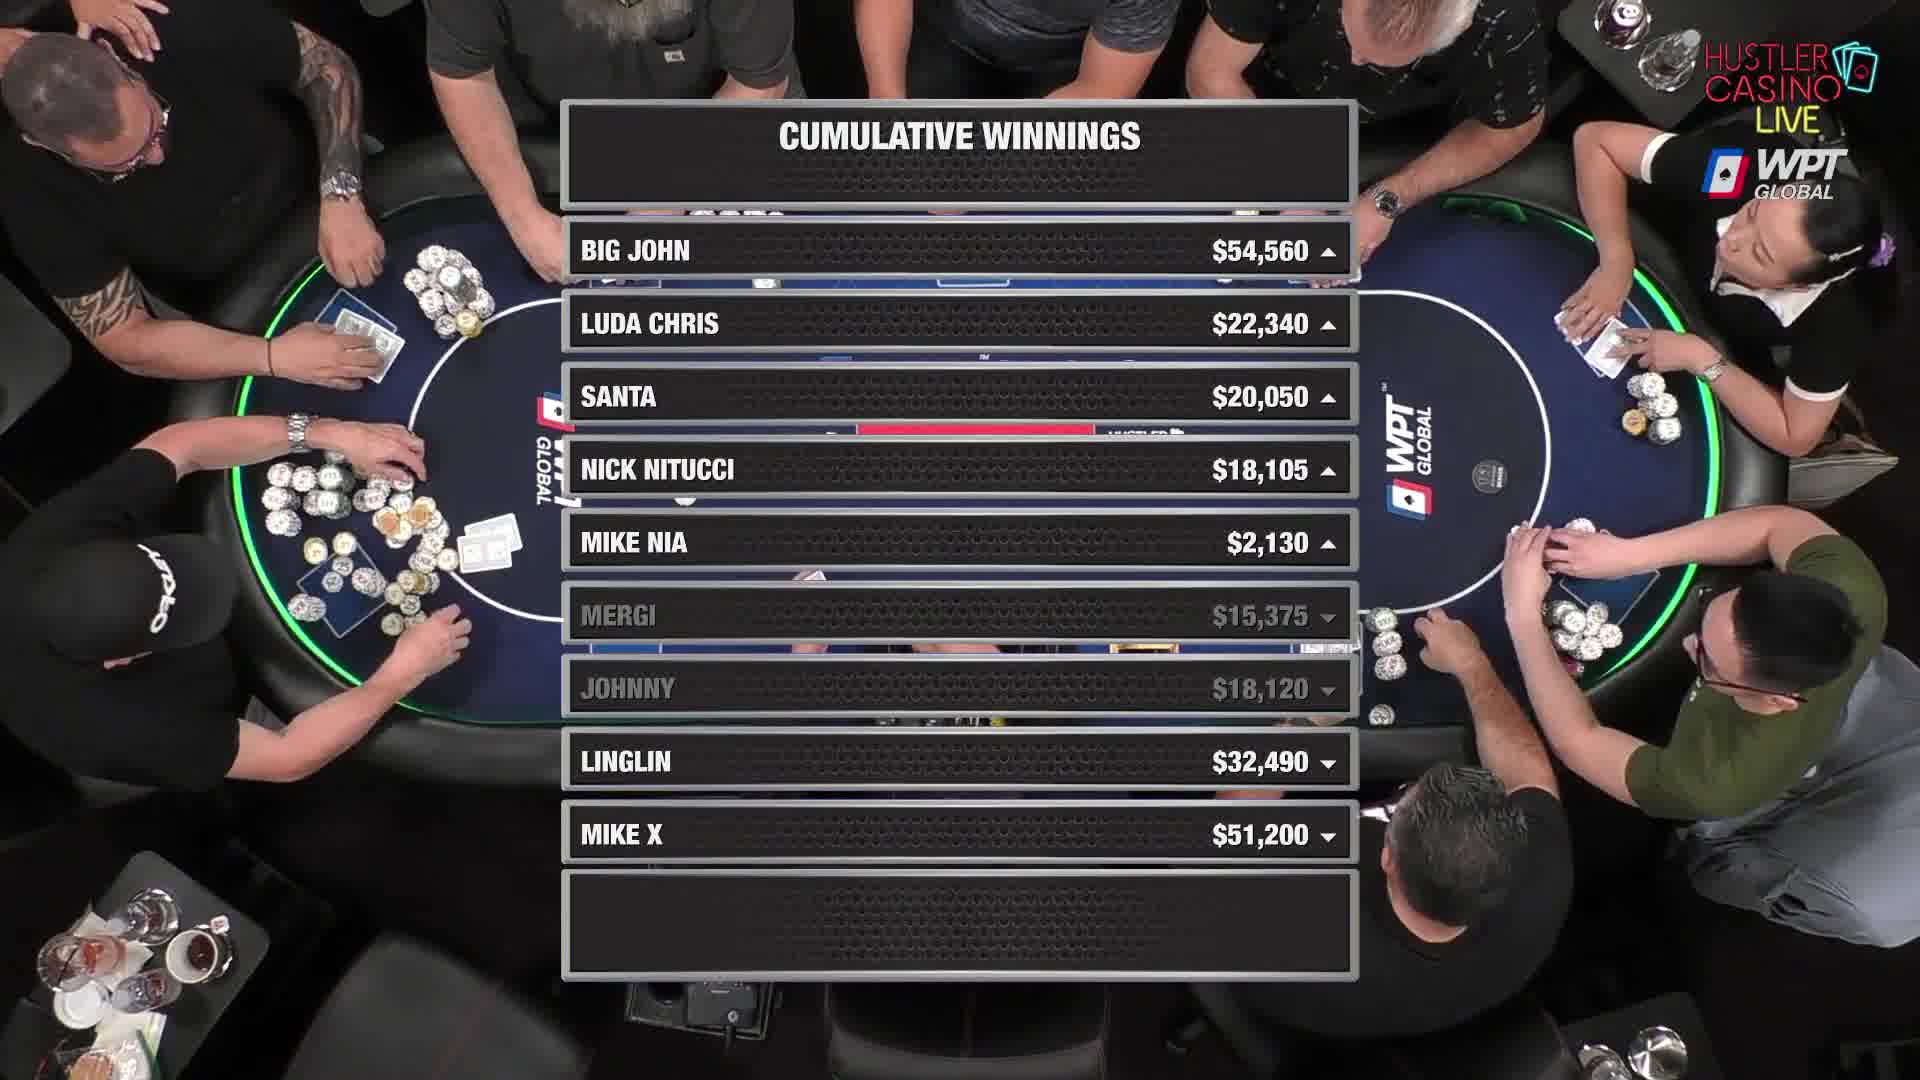 HUSTLER
CASINO
LIVE
WPT
GLOBAL
CUMULATIVE WINNINGS
BIG JOHN $54,560
LUDA CHRIS $22,340
SANTA $20,050
NICK NITUCCI $18,105
MIKE NIA $2,130
MERGI $15,375
JOHNNY $18,120
LINGLIN $32,490
MIKE X $51,200
WPT
GLOBAL
GLOBAL